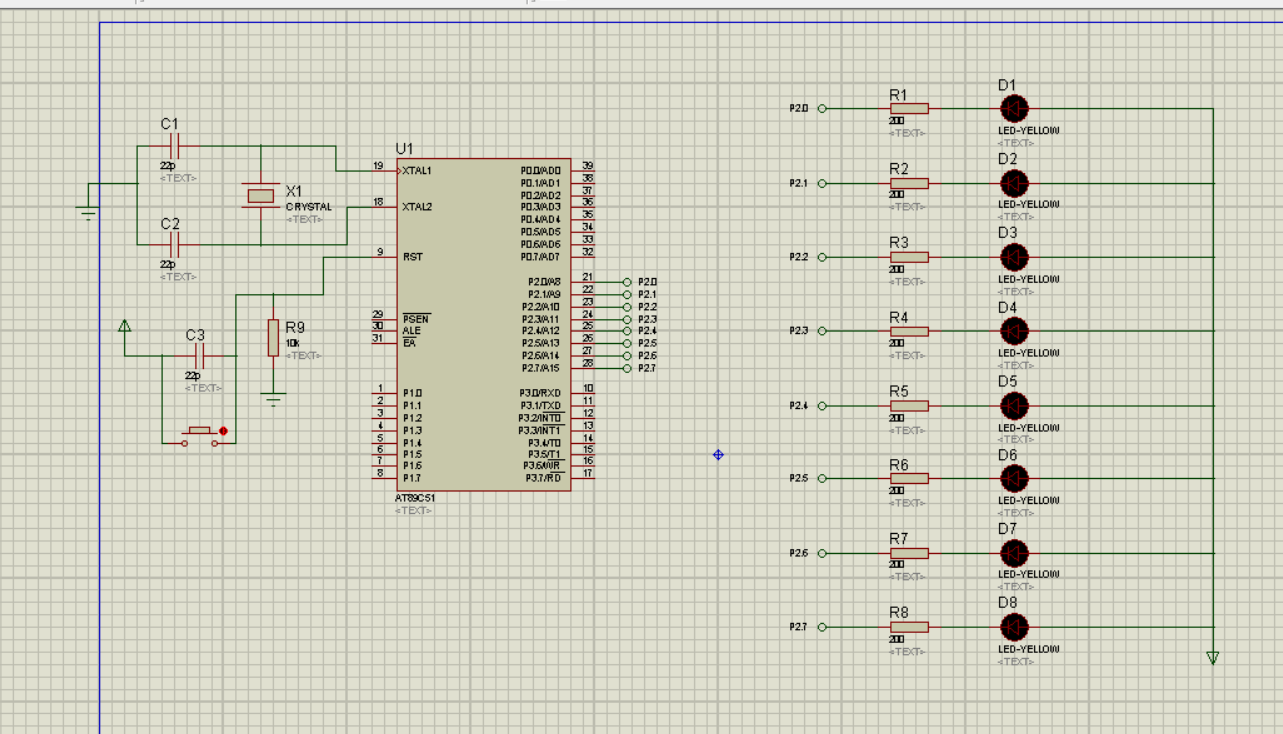 C1
22p
<TEXT>
X1
CRYSTAL
<TEXT>
C2
22p
<TEXT>
C3
22p
<TEXT>
R9
10k
<TEXT>
U1
19 XTAL1
18 XTAL2
9 RST
29 PSEN
30 ALE
31 EA
1 P1.0
2 P1.1
3 P1.2
4 P1.3
5 P1.4
6 P1.5
7 P1.6
8 P1.7
P0.0/AD0 39
P0.1/AD1 38
P0.2/AD2 37
P0.3/AD3 36
P0.4/AD4 35
P0.5/AD5 34
P0.6/AD6 33
P0.7/AD7 32
P2.0/A8 21 P2.0
P2.1/A9 22 P2.1
P2.2/A10 23 P2.2
P2.3/A11 24 P2.3
P2.4/A12 25 P2.4
P2.5/A13 26 P2.5
P2.6/A14 27 P2.6
P2.7/A15 28 P2.7
P3.0/RXD 10
P3.1/TXD 11
P3.2/INT0 12
P3.3/INT1 13
P3.4/T0 14
P3.5/T1 15
P3.6/WR 16
P3.7/RD 17
AT89C51
<TEXT>
P2.0
R1
200
<TEXT>
D1
LED-YELLOW
<TEXT>
P2.1
R2
200
<TEXT>
D2
LED-YELLOW
<TEXT>
P2.2
R3
200
<TEXT>
D3
LED-YELLOW
<TEXT>
P2.3
R4
200
<TEXT>
D4
LED-YELLOW
<TEXT>
P2.4
R5
200
<TEXT>
D5
LED-YELLOW
<TEXT>
P2.5
R6
200
<TEXT>
D6
LED-YELLOW
<TEXT>
P2.6
R7
200
<TEXT>
D7
LED-YELLOW
<TEXT>
P2.7
R8
200
<TEXT>
D8
LED-YELLOW
<TEXT>